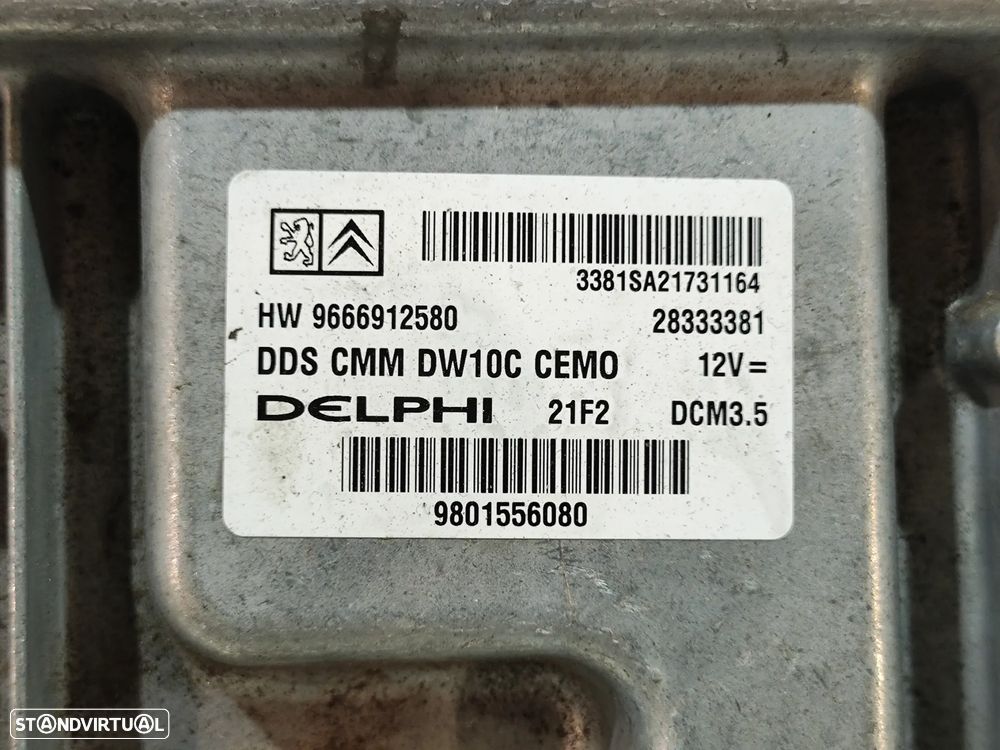 3381SA21731164
HW 9666912580 28333381
DDS CMM DW10C CEMO 12V=
DELPHI 21F2 DCM3.5
9801556080
STANDVIRTUAL